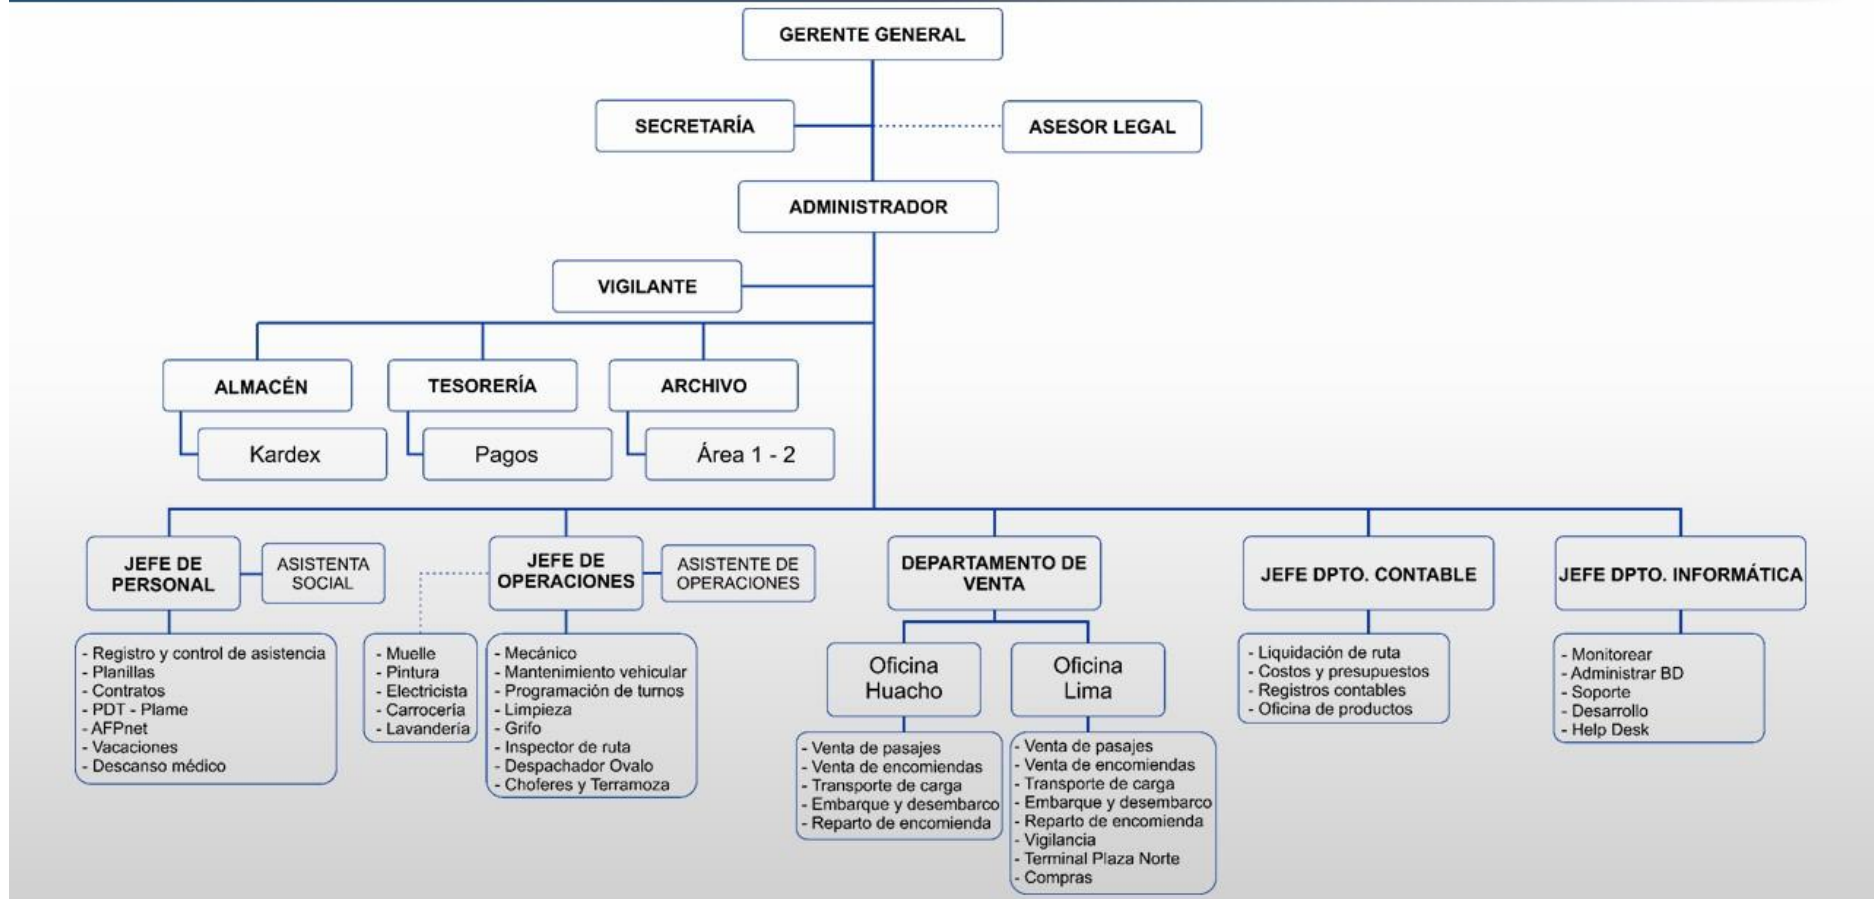 GERENTE GENERAL
SECRETARÍA
ASESOR LEGAL
ADMINISTRADOR
VIGILANTE
ALMACÉN
TESORERÍA
ARCHIVO
Kardex
Pagos
Área 1 - 2
JEFE DE
PERSONAL
ASISTENTA
SOCIAL
JEFE DE
OPERACIONES
ASISTENTE DE
OPERACIONES
DEPARTAMENTO DE
VENTA
JEFE DPTO. CONTABLE
JEFE DPTO. INFORMÁTICA
- Registro y control de asistencia
- Planillas
- Contratos
- PDT - Plame
- AFPnet
- Vacaciones
- Descanso médico
- Muelle
- Pintura
- Electricista
- Carrocería
- Lavandería
- Mecánico
- Mantenimiento vehicular
- Programación de turnos
- Limpieza
- Grifo
- Inspector de ruta
- Despachador Ovalo
- Choferes y Terramoza
Oficina
Huacho
- Venta de pasajes
- Venta de encomiendas
- Transporte de carga
- Embarque y desembarco
- Reparto de encomienda
Oficina
Lima
- Venta de pasajes
- Venta de encomiendas
- Transporte de carga
- Embarque y desembarco
- Reparto de encomienda
- Vigilancia
- Terminal Plaza Norte
- Compras
- Liquidación de ruta
- Costos y presupuestos
- Registros contables
- Oficina de productos
- Monitorear
- Administrar BD
- Soporte
- Desarrollo
- Help Desk